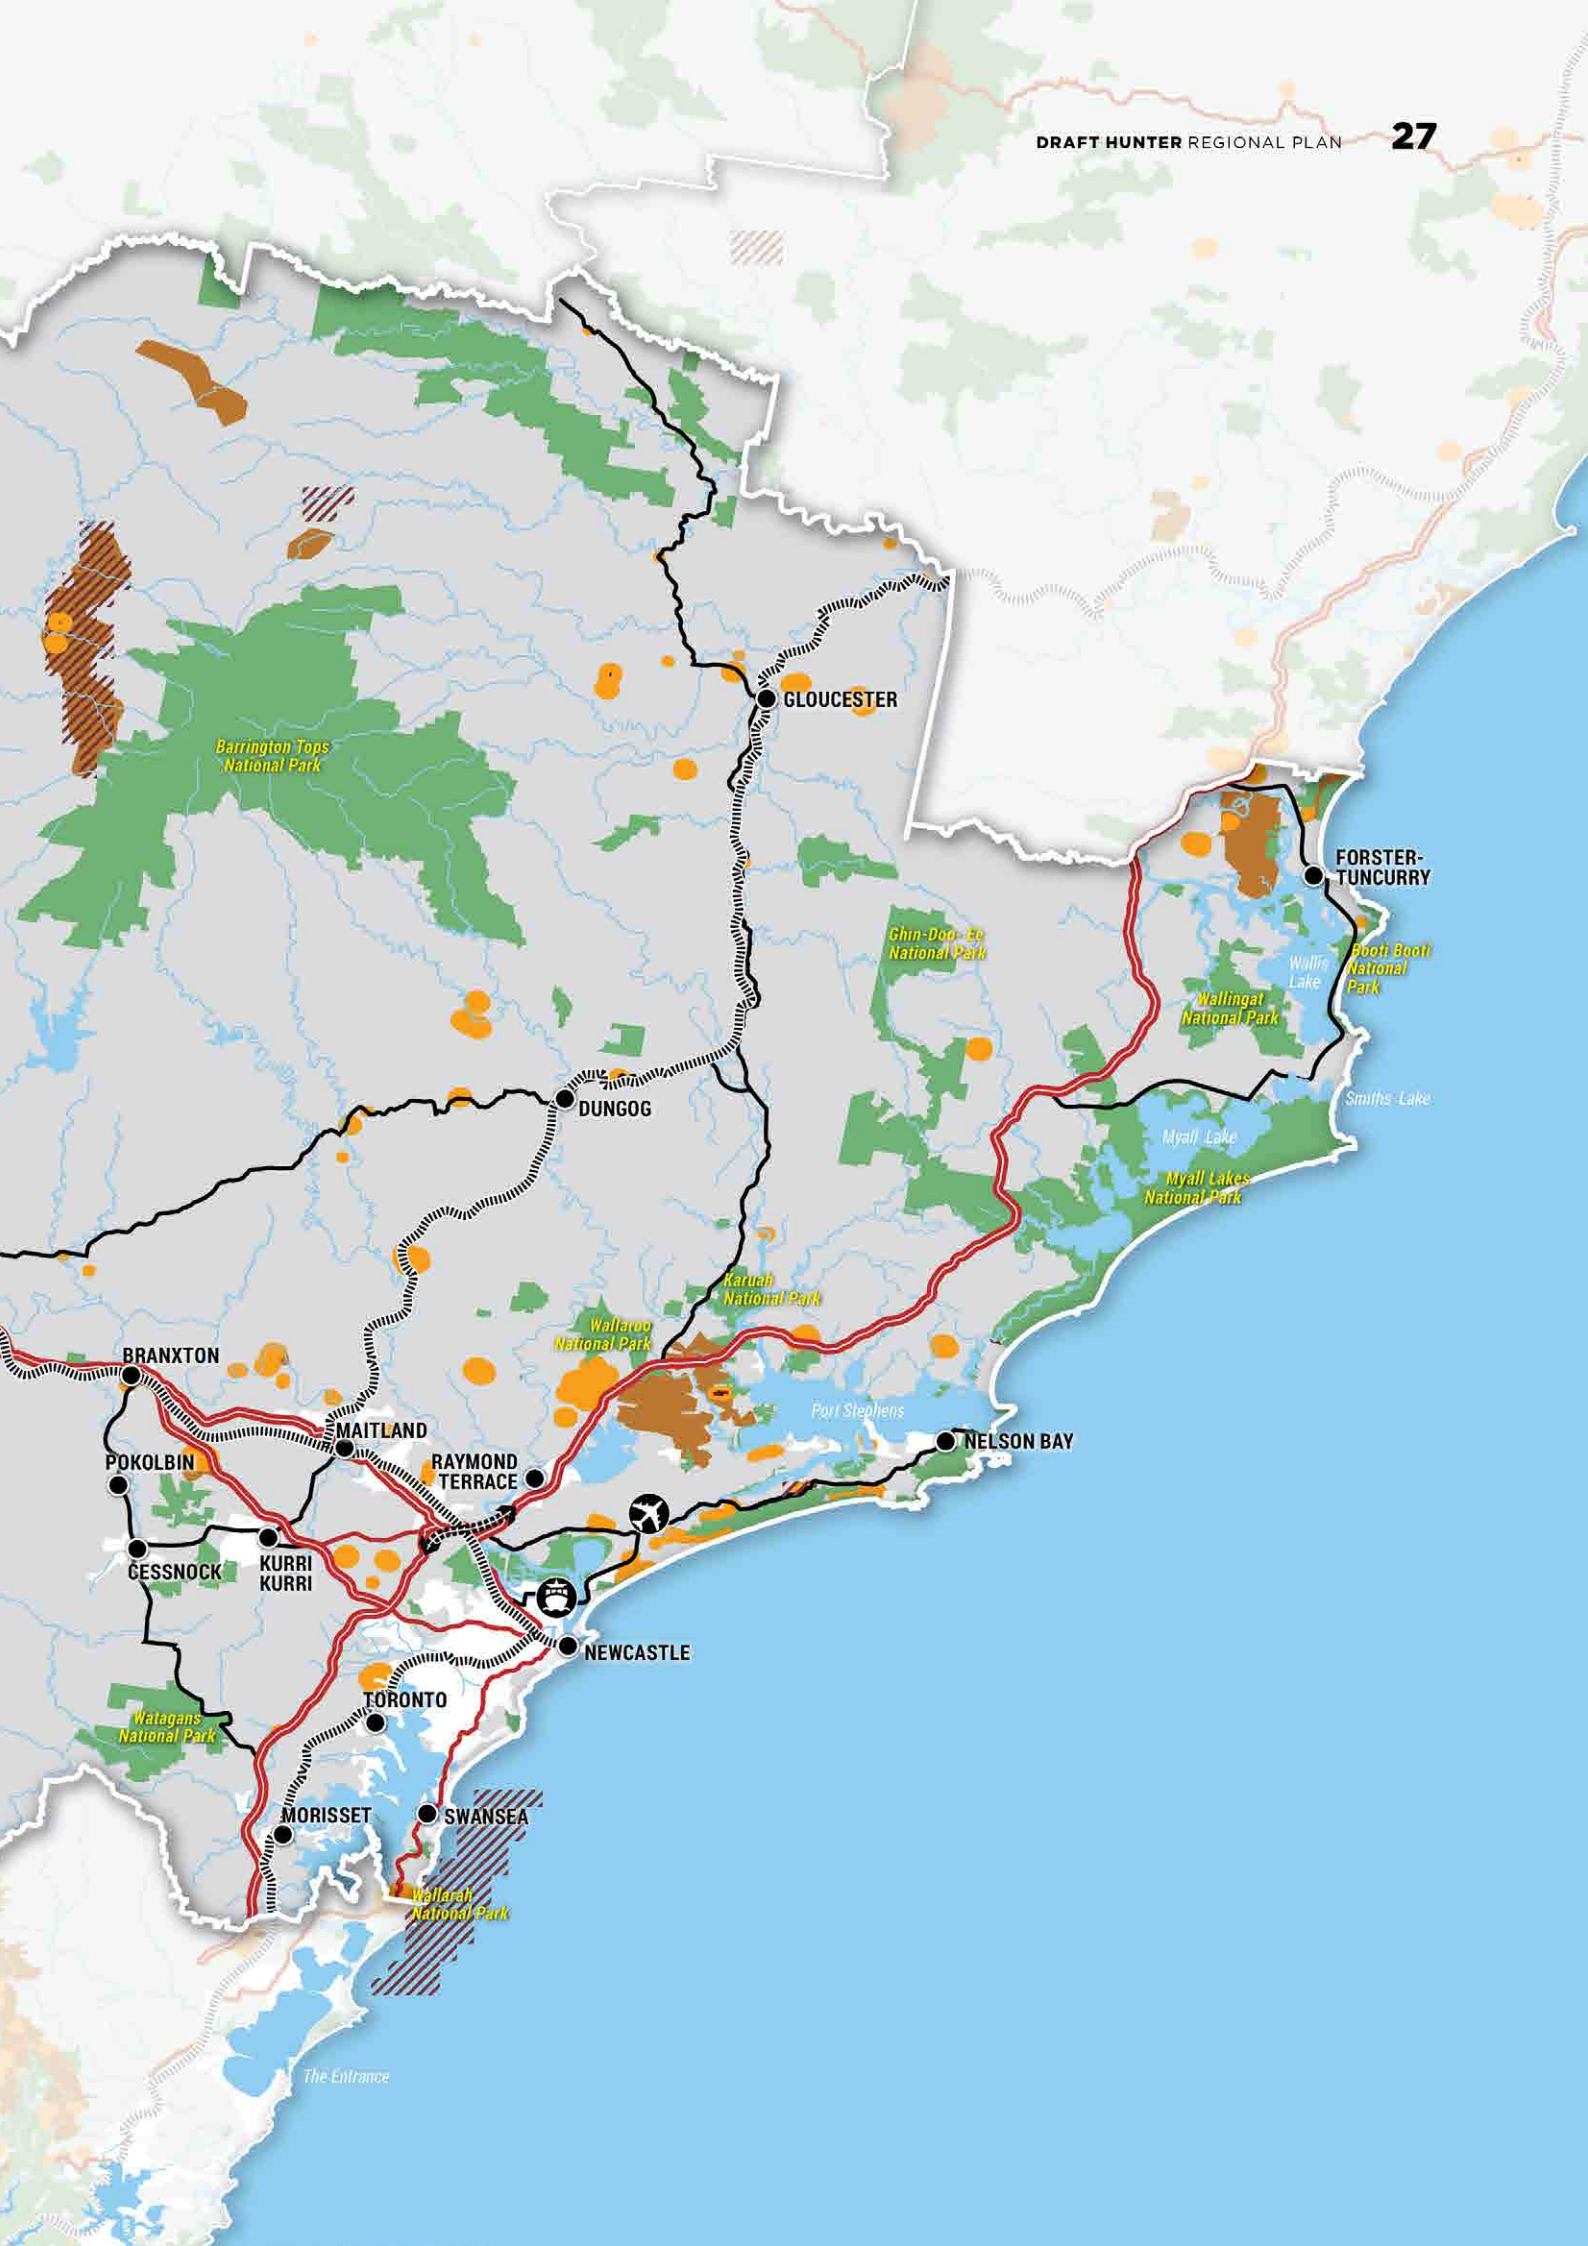 DRAFT HUNTER REGIONAL PLAN 27
GLOUCESTER
Barrington Tops
National Park
FORSTER-
TUNCURRY
Ghin-Doo- Ee
National Park
Booti Booti
National
Park
Wallis
Lake
Wallingat
National Park
DUNGOG
Smiths Lake
Myall Lake
Myall Lakes
National Park
Karuah
National Park
Wallaroo
National Park
BRANXTON
Port Stephens
MAITLAND
NELSON BAY
POKOLBIN
RAYMOND
TERRACE
CESSNOCK
KURRI
KURRI
NEWCASTLE
TORONTO
Watagans
National Park
MORISSET
SWANSEA
Wallarah
National Park
The Entrance